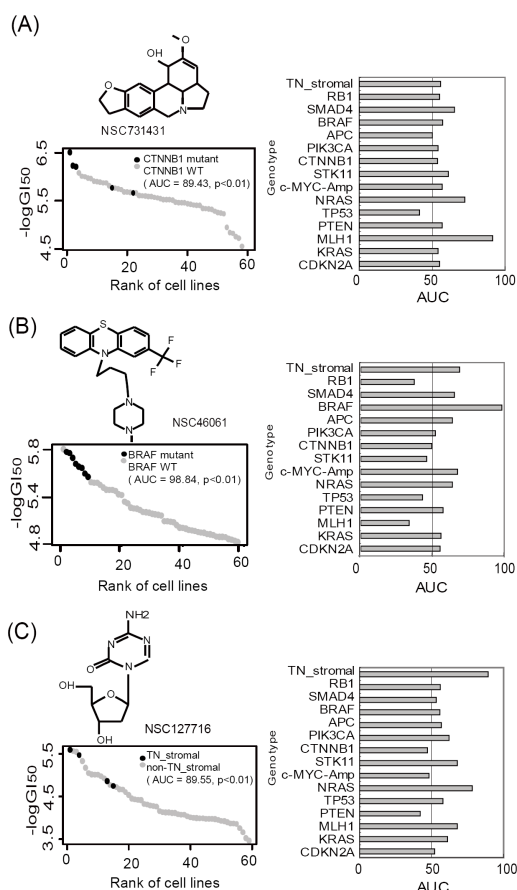 (A)
OH
O
O
N
NSC731431
6.5
5.5
4.5
-logGI50
CTNNB1 mutant
CTNNB1 WT
( AUC = 89.43, p<0.01)
0 20 40 60
Rank of cell lines
Genotype
TN_stromal
RB1
SMAD4
BRAF
APC
PIK3CA
CTNNB1
STK11
c-MYC-Amp
NRAS
TP53
PTEN
MLH1
KRAS
CDKN2A
0 50 100
AUC
(B)
S
N
F
F
F
N
N
NSC46061
5.8
5.4
4.8
-logGI50
BRAF mutant
BRAF WT
( AUC = 98.84, p<0.01)
0 20 40 60
Rank of cell lines
Genotype
TN_stromal
RB1
SMAD4
BRAF
APC
PIK3CA
CTNNB1
STK11
c-MYC-Amp
NRAS
TP53
PTEN
MLH1
KRAS
CDKN2A
0 50 100
AUC
(C)
NH2
N
N
O
N
OH
O
OH
NSC127716
5.5
4.5
3.5
-logGI50
TN_stromal
non-TN_stromal
( AUC = 89.55, p<0.01)
0 20 40 60
Rank of cell lines
Genotype
TN_stromal
RB1
SMAD4
BRAF
APC
PIK3CA
CTNNB1
STK11
c-MYC-Amp
NRAS
TP53
PTEN
MLH1
KRAS
CDKN2A
0 50 100
AUC